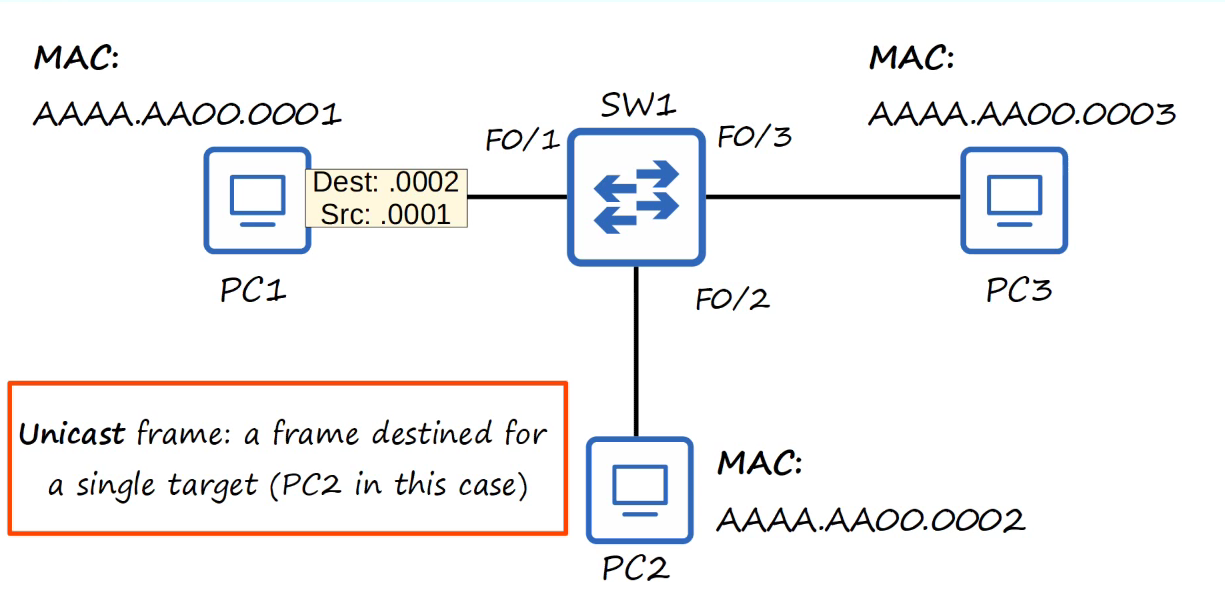 MAC:
AAAA.AA00.0001
MAC:
AAAA.AA00.0003
SW1
F0/1
F0/3
Dest: .0002
Src: .0001
PC1
PC3
F0/2
Unicast frame: a frame destined for
a single target (PC2 in this case)
MAC:
AAAA.AA00.0002
PC2